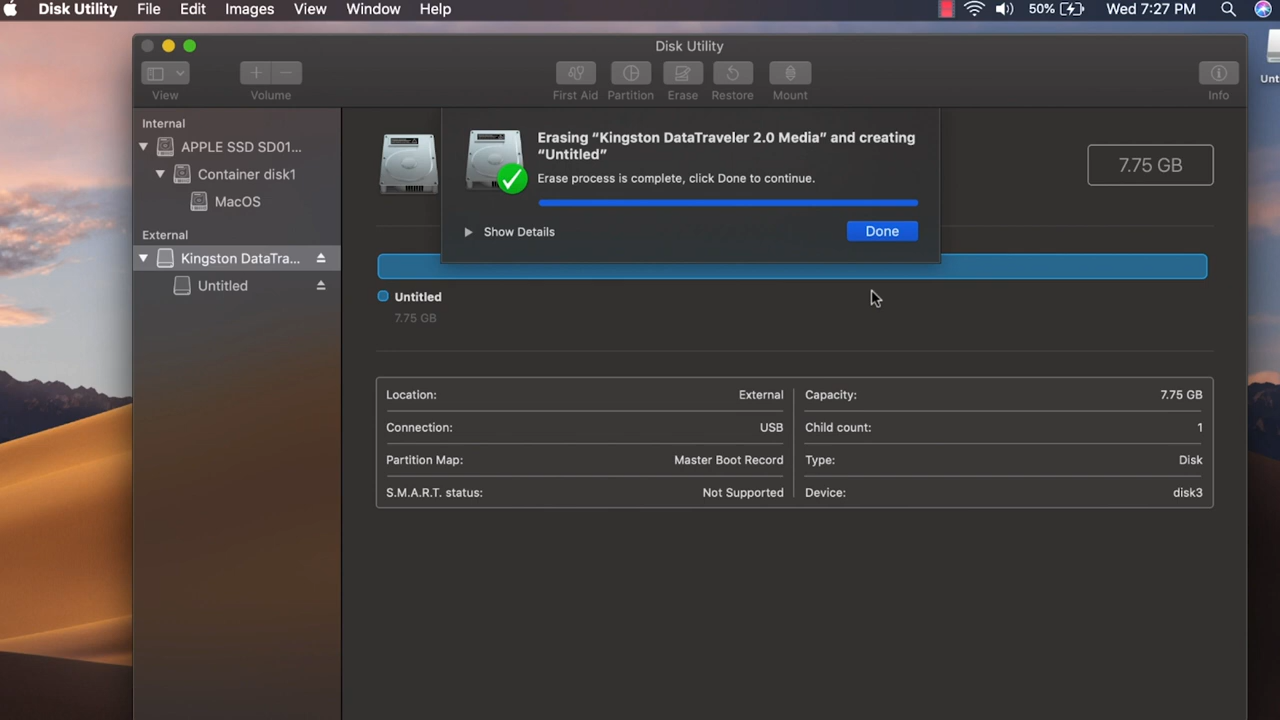 Disk Utility File Edit Images View Window Help 50% Wed 7:27 PM
Disk Utility
View Volume First Aid Partition Erase Restore Mount Info
Internal
APPLE SSD SD01...
Container disk1
MacOS
External
Kingston DataTra...
Untitled
Erasing “Kingston DataTraveler 2.0 Media” and creating
“Untitled”
Erase process is complete, click Done to continue.
Show Details Done
7.75 GB
Untitled
7.75 GB
Location: External
Capacity: 7.75 GB
Connection: USB
Child count: 1
Partition Map: Master Boot Record
Type: Disk
S.M.A.R.T. status: Not Supported
Device: disk3
Unt